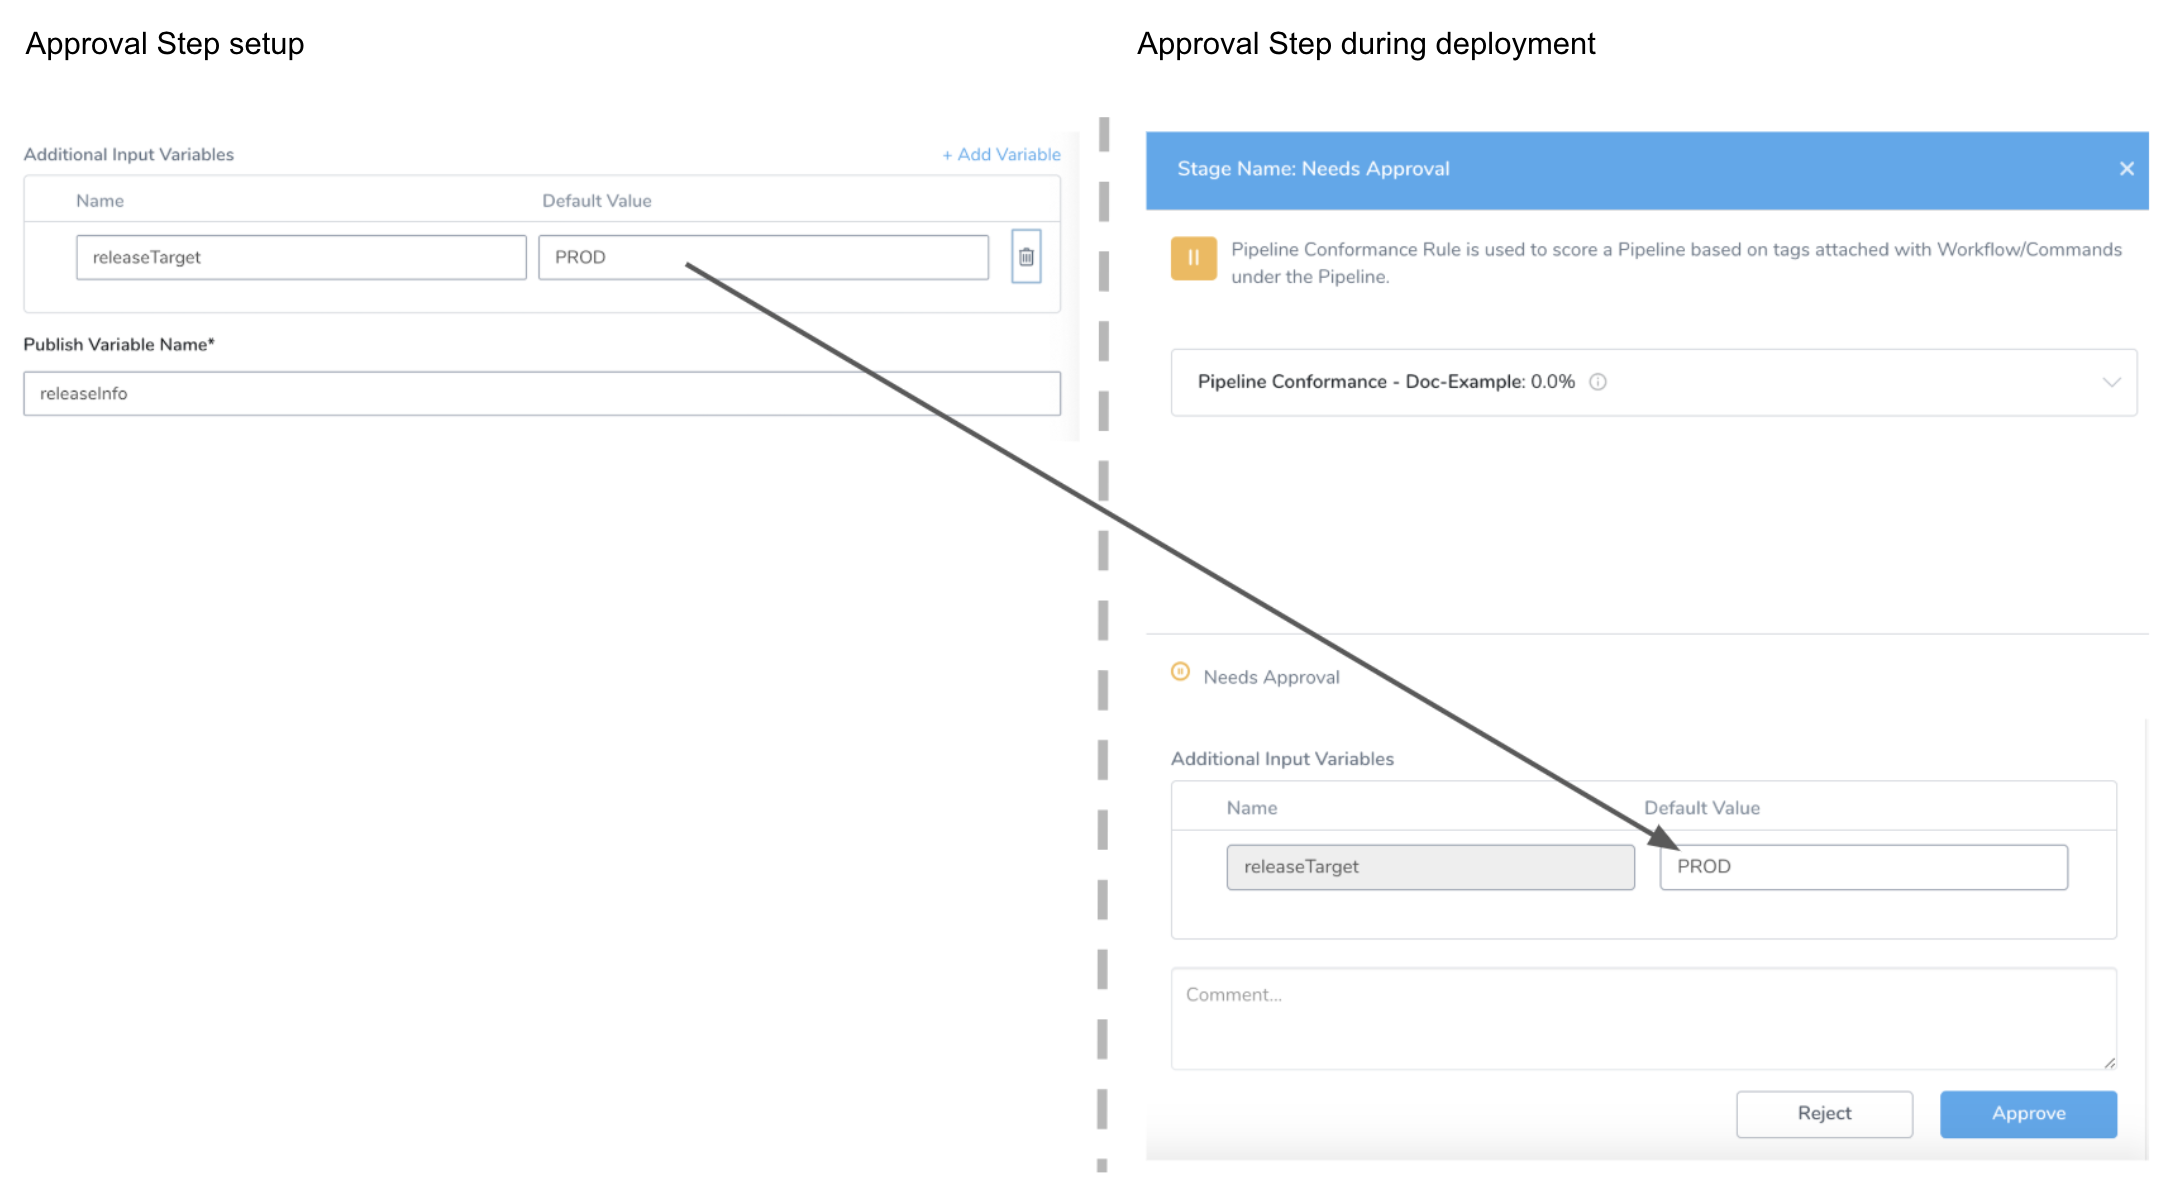 Approval Step setup
Additional Input Variables
+ Add Variable
Name
Default Value
releaseTarget
PROD
Publish Variable Name*
releaseInfo
Approval Step during deployment
Stage Name: Needs Approval
Pipeline Conformance Rule is used to score a Pipeline based on tags attached with Workflow/Commands
under the Pipeline.
Pipeline Conformance - Doc-Example: 0.0%
Needs Approval
Additional Input Variables
Name
Default Value
releaseTarget
PROD
Comment...
Reject
Approve